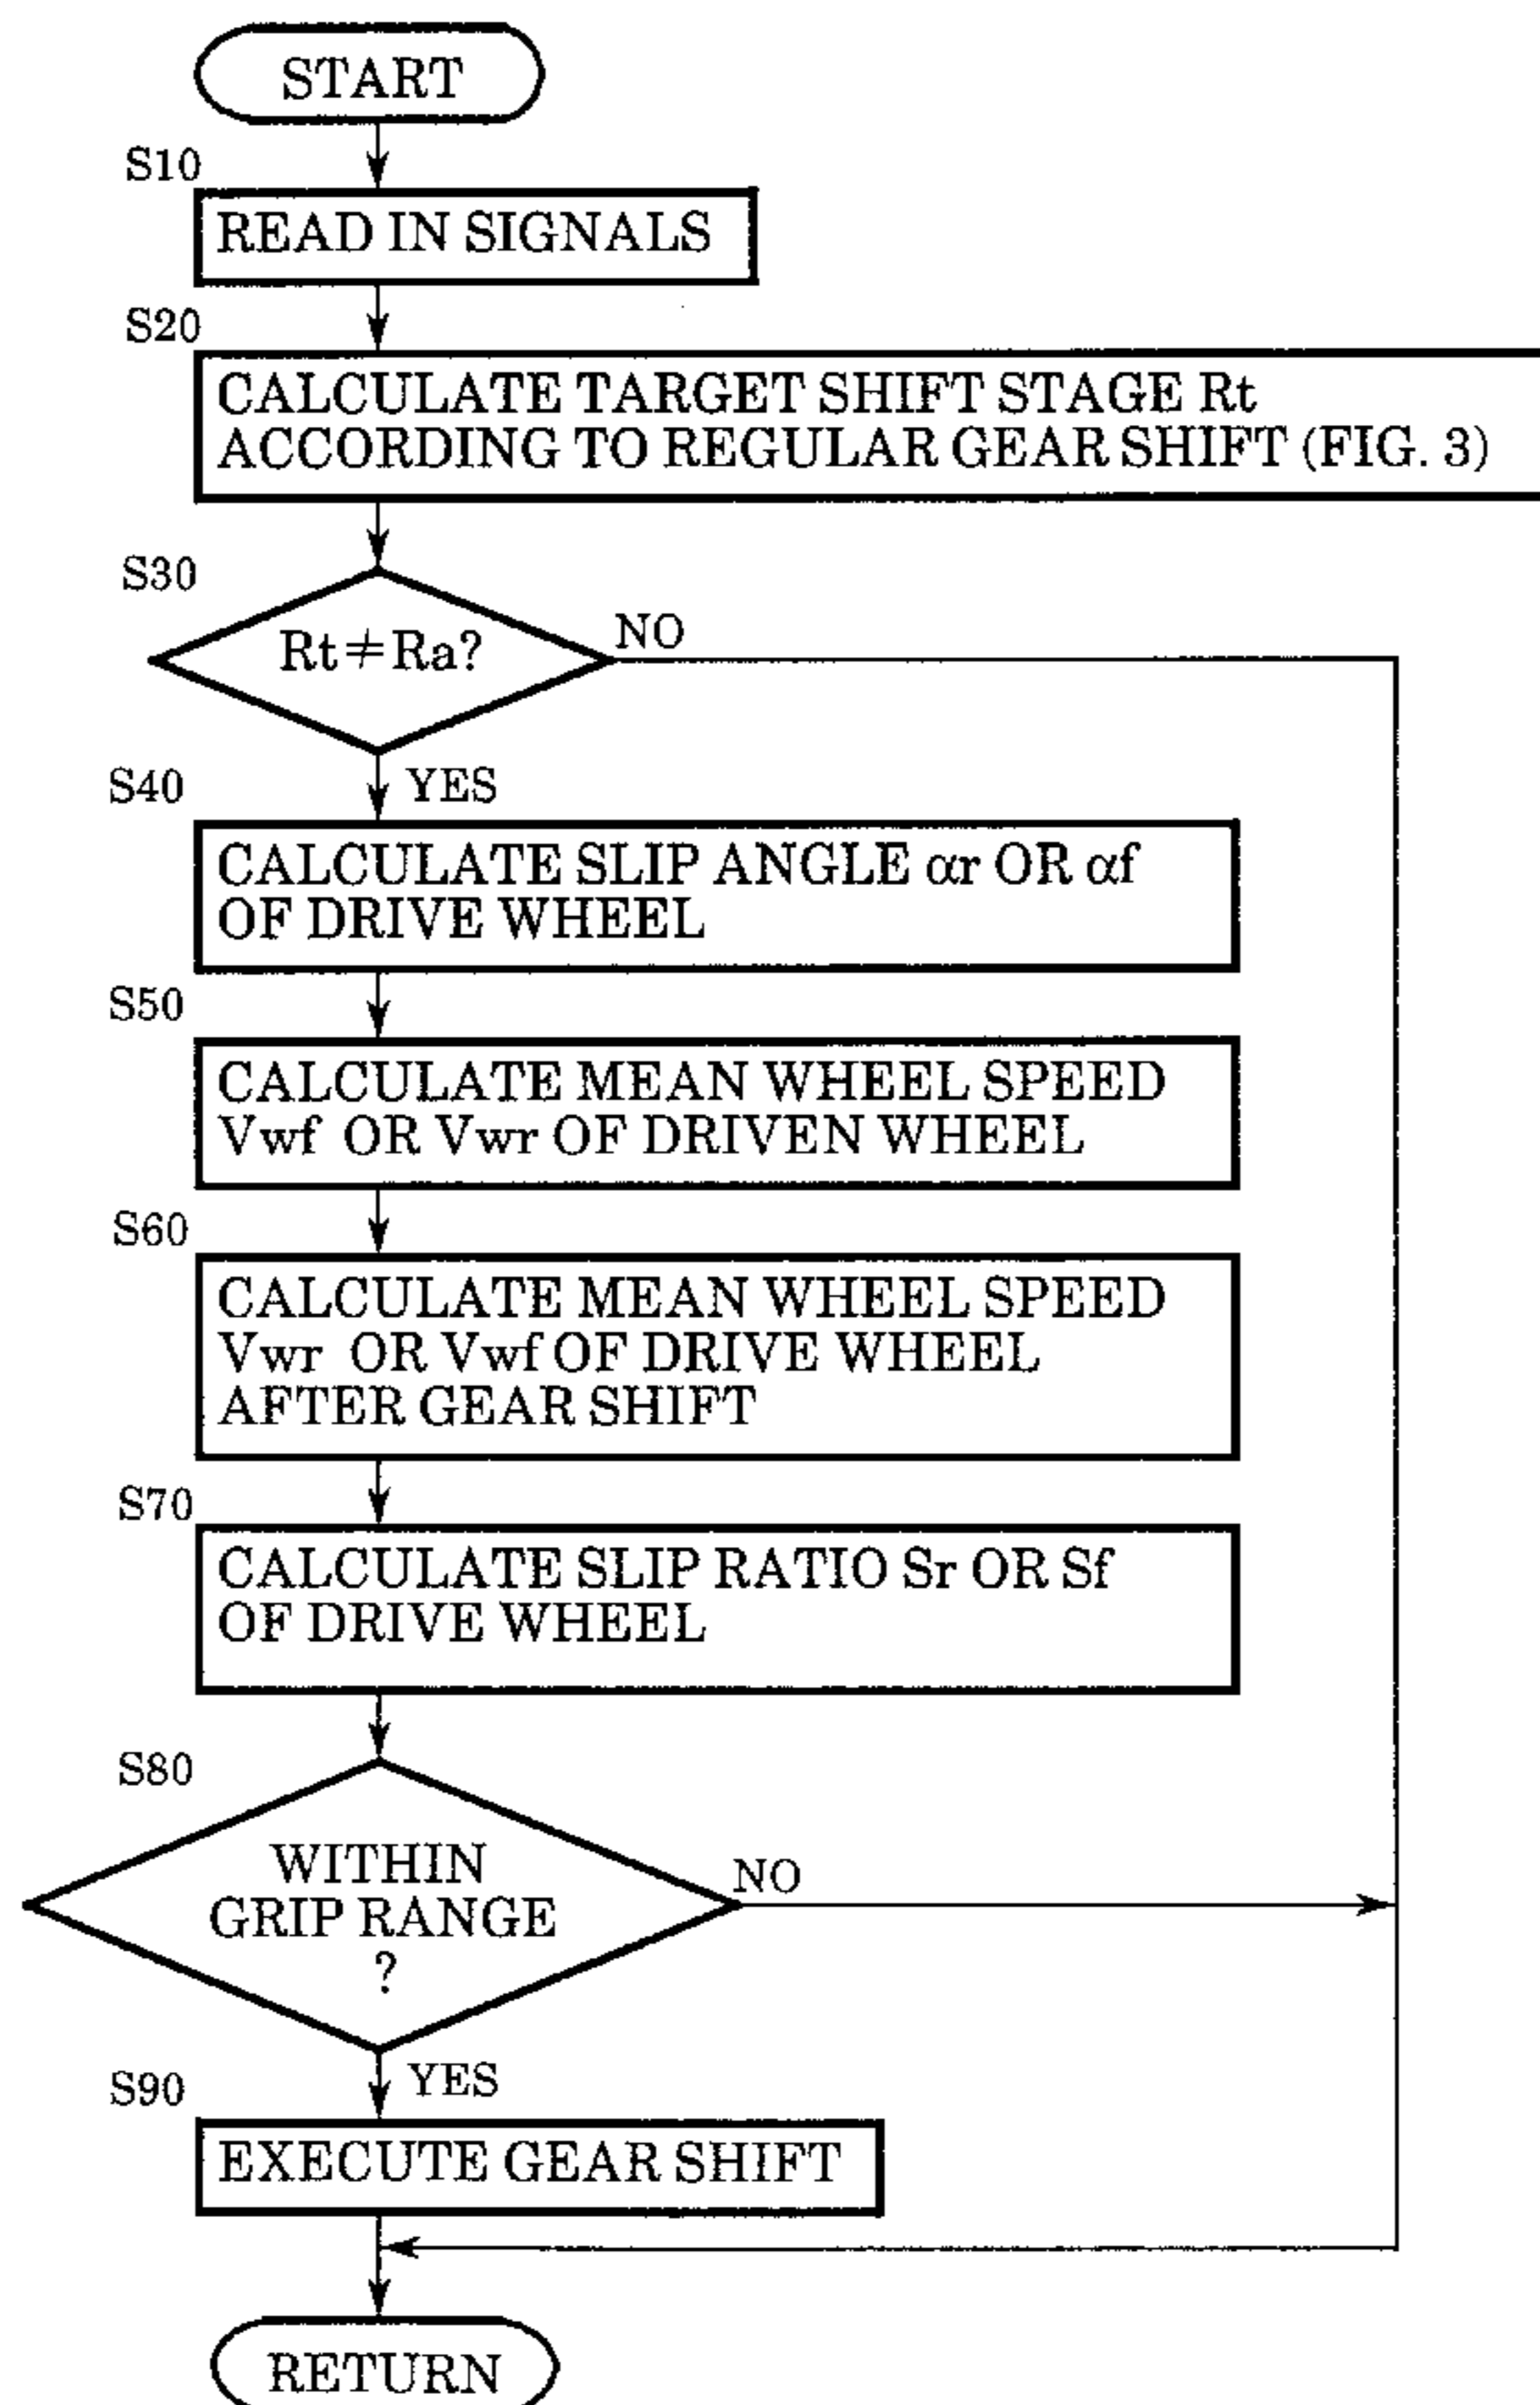 START
S10
READ IN SIGNALS
S20
CALCULATE TARGET SHIFT STAGE Rt
ACCORDING TO REGULAR GEAR SHIFT (FIG. 3)
S30
Rt≠Ra?
NO
YES
S40
CALCULATE SLIP ANGLE αr OR αf
OF DRIVE WHEEL
S50
CALCULATE MEAN WHEEL SPEED
Vwf OR Vwr OF DRIVEN WHEEL
S60
CALCULATE MEAN WHEEL SPEED
Vwr OR Vwf OF DRIVE WHEEL
AFTER GEAR SHIFT
S70
CALCULATE SLIP RATIO Sr OR Sf
OF DRIVE WHEEL
S80
WITHIN
GRIP RANGE
?
NO
YES
S90
EXECUTE GEAR SHIFT
RETURN